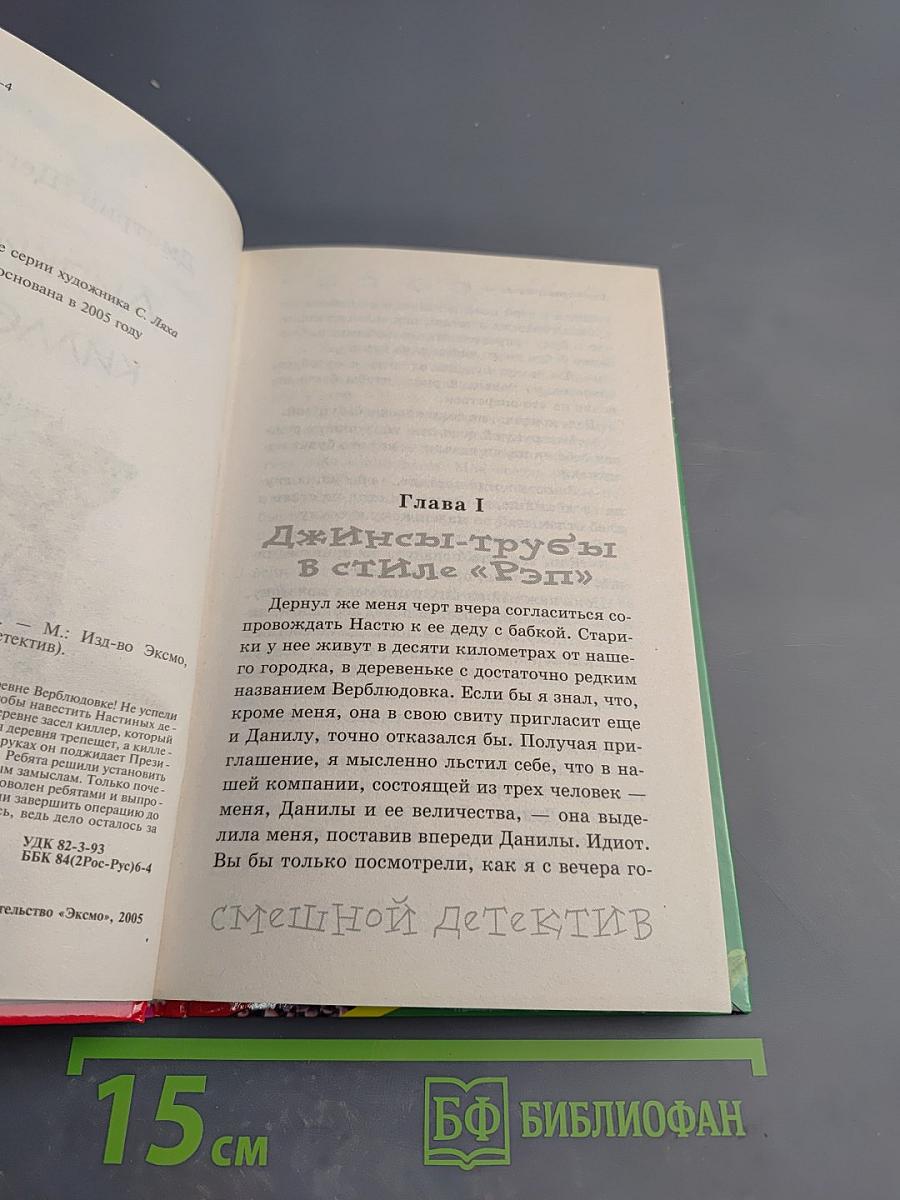 –4
е серии художника С. Ляха
основана в 2005 году
. — М.: Изд-во Эксмо,
етектив).
ревне Верблюдовке! Не успели
тобы навестить Настиных де-
еревне засел киллер, который
я деревня трепещет, а килле-
руках он поджидает Прези-
. Ребята решили установить
ым замыслам. Только поче-
оволен ребятами и выпро-
ли завершить операцию до
сь, ведь дело осталось за
УДК 82-3-93
ББК 84(2Рос-Рус)6-4
тельство «Эксмо», 2005
Глава I
Джинсы-трубы
в стиле «Рэп»
Дернул же меня черт вчера согласиться со-
провождать Настю к ее деду с бабкой. Стари-
ки у нее живут в десяти километрах от наше-
го городка, в деревеньке с достаточно редким
названием Верблюдовка. Если бы я знал, что,
кроме меня, она в свою свиту пригласит еще
и Данилу, точно отказался бы. Получая при-
глашение, я мысленно льстил себе, что в на-
шей компании, состоящей из трех человек —
меня, Данилы и ее величества, — она выде-
лила меня, поставив впереди Данилы. Идиот.
Вы бы только посмотрели, как я с вечера го-
СМЕШНОЙ ДЕТЕКТИВ
15 см
БФ БИБЛИОФАН